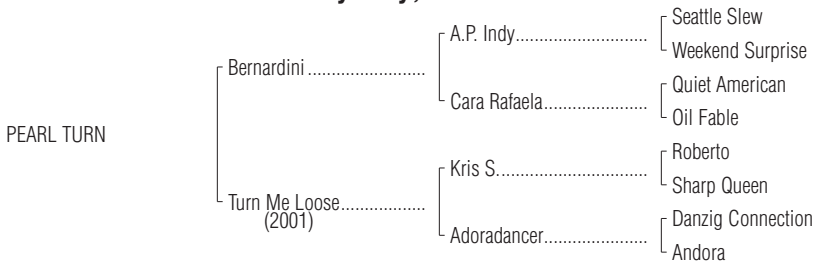 Seattle Slew
A.P. Indy
Weekend Surprise
Bernardini
Quiet American
Cara Rafaela
Oil Fable
PEARL TURN
Roberto
Kris S.
Sharp Queen
Turn Me Loose
(2001)
Danzig Connection
Adoradancer
Andora